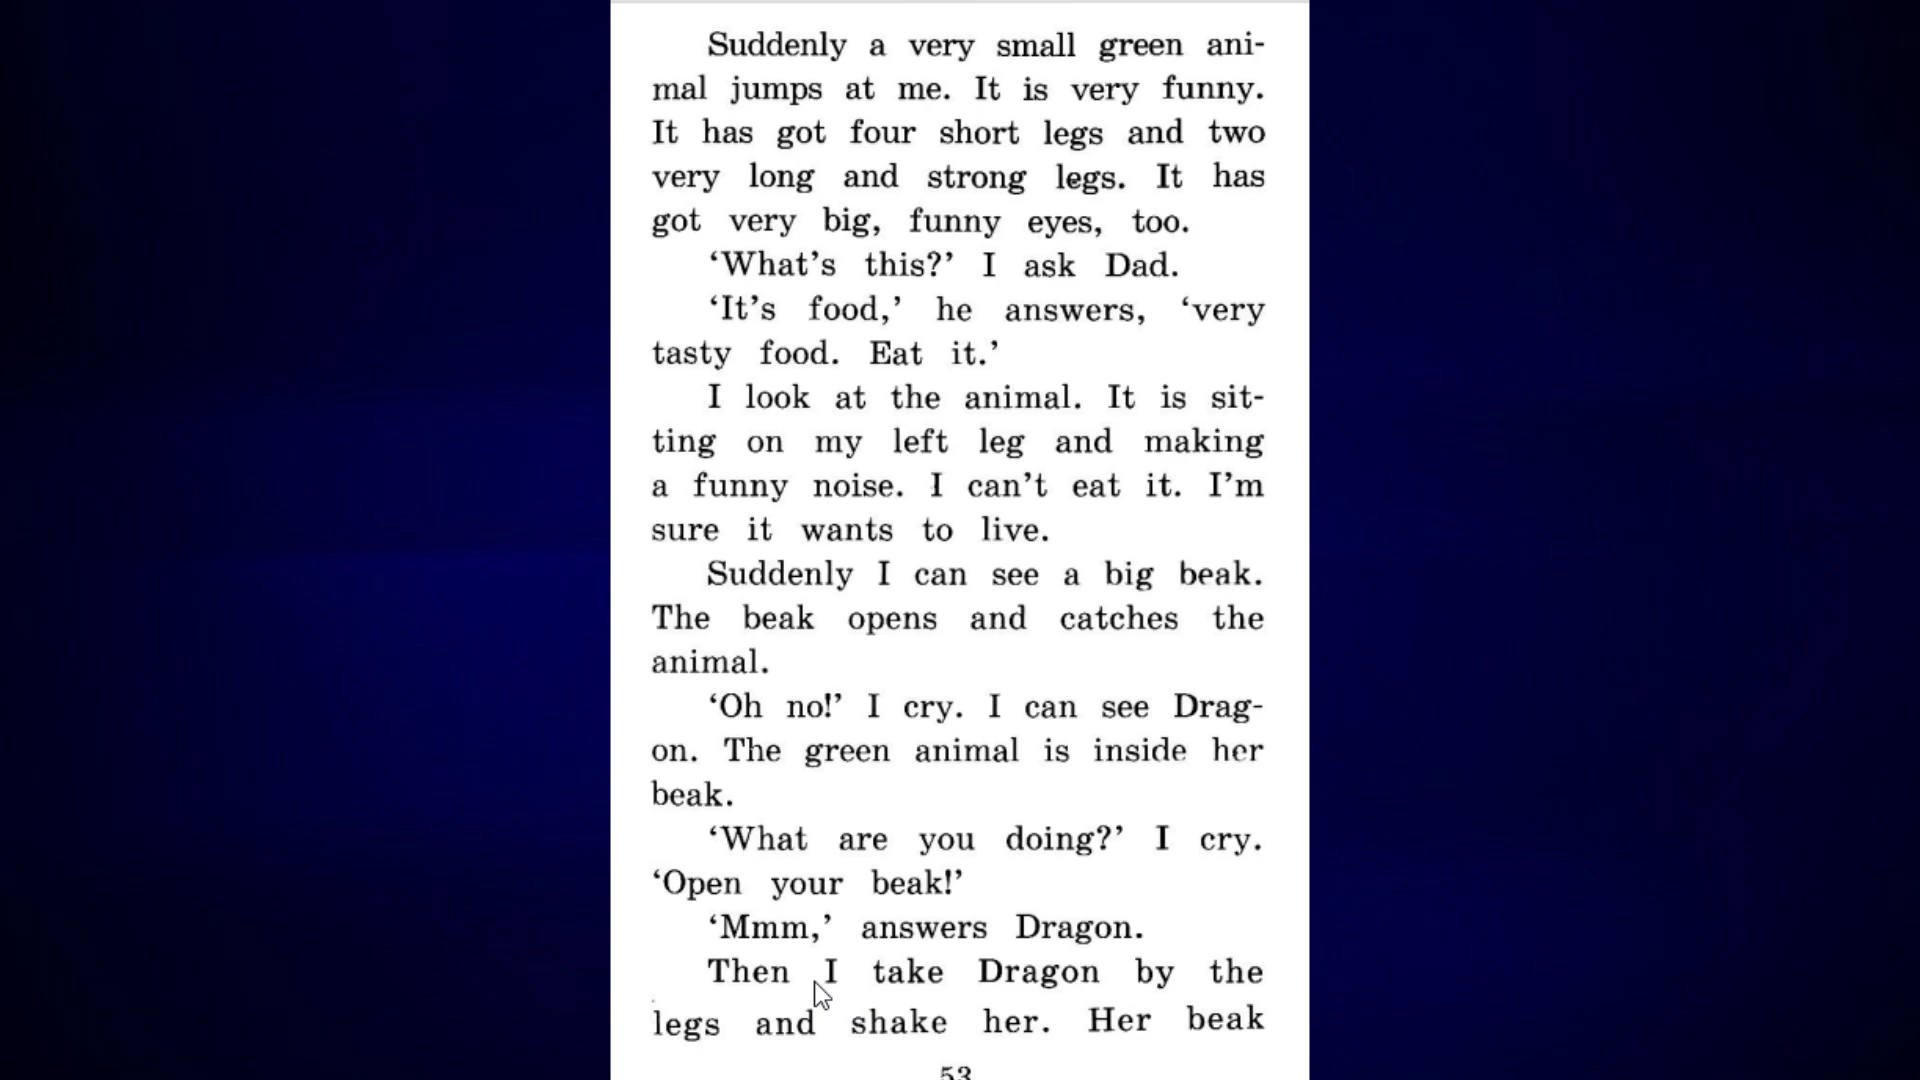 Suddenly a very small green ani-
mal jumps at me. It is very funny.
It has got four short legs and two
very long and strong legs. It has
got very big, funny eyes, too.
‘What’s this?’ I ask Dad.
‘It’s food,’ he answers, ‘very
tasty food. Eat it.’
I look at the animal. It is sit-
ting on my left leg and making
a funny noise. I can’t eat it. I’m
sure it wants to live.
Suddenly I can see a big beak.
The beak opens and catches the
animal.
‘Oh no!’ I cry. I can see Drag-
on. The green animal is inside her
beak.
‘What are you doing?’ I cry.
‘Open your beak!’
‘Mmm,’ answers Dragon.
Then I take Dragon by the
legs and shake her. Her beak
53